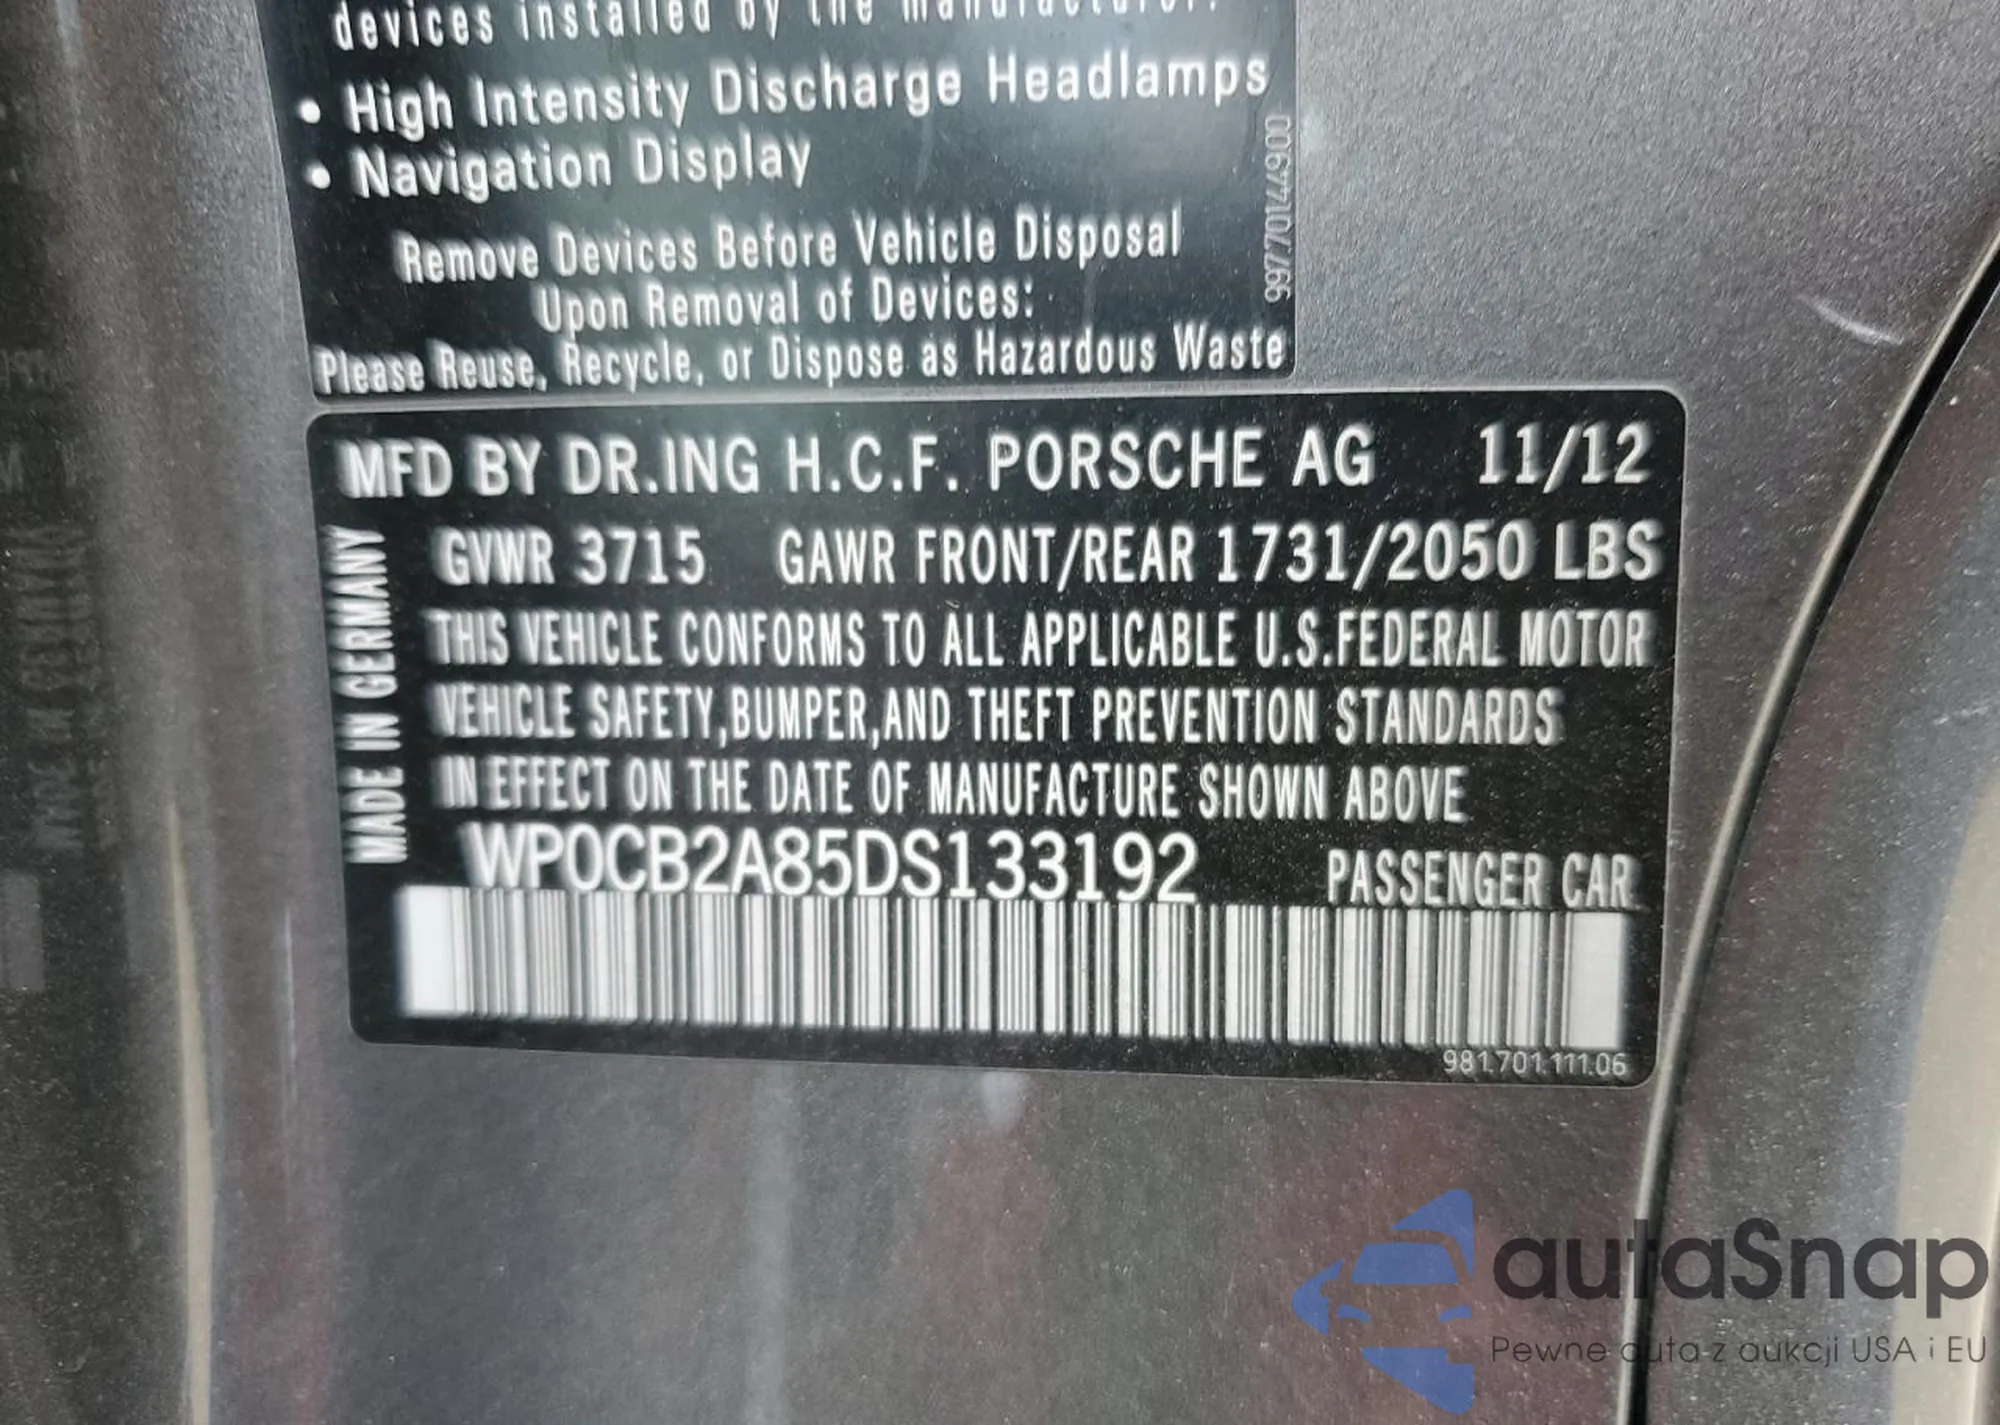 devices installed by the manufacturer.
• High Intensity Discharge Headlamps
• Navigation Display
Remove Devices Before Vehicle Disposal
Upon Removal of Devices:
Please Reuse, Recycle, or Dispose as Hazardous Waste
99770144900
MFD BY DR.ING H.C.F. PORSCHE AG 11/12
GVWR 3715 GAWR FRONT/REAR 1731/2050 LBS
THIS VEHICLE CONFORMS TO ALL APPLICABLE U.S.FEDERAL MOTOR
VEHICLE SAFETY,BUMPER,AND THEFT PREVENTION STANDARDS
IN EFFECT ON THE DATE OF MANUFACTURE SHOWN ABOVE
WP0CB2A85DS133192 PASSENGER CAR
MADE IN GERMANY
981.701.111.06
autaSnap
Pewne auta z aukcji USA i EU